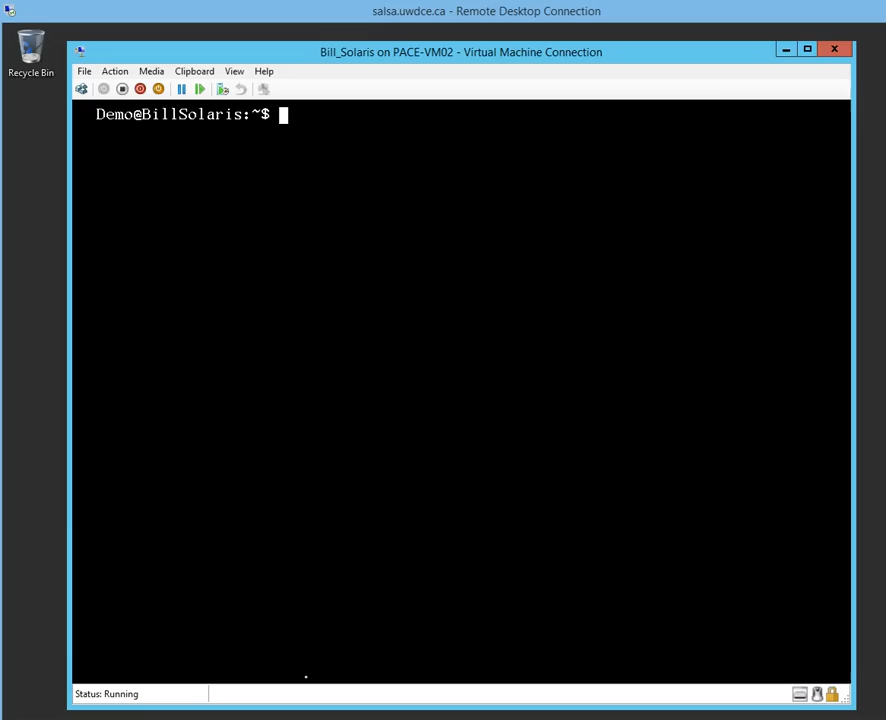 salsa.uwdce.ca - Remote Desktop Connection
Recycle Bin
Bill_Solaris on PACE-VM02 - Virtual Machine Connection
File Action Media Clipboard View Help
Demo@BillSolaris:~$
Status: Running